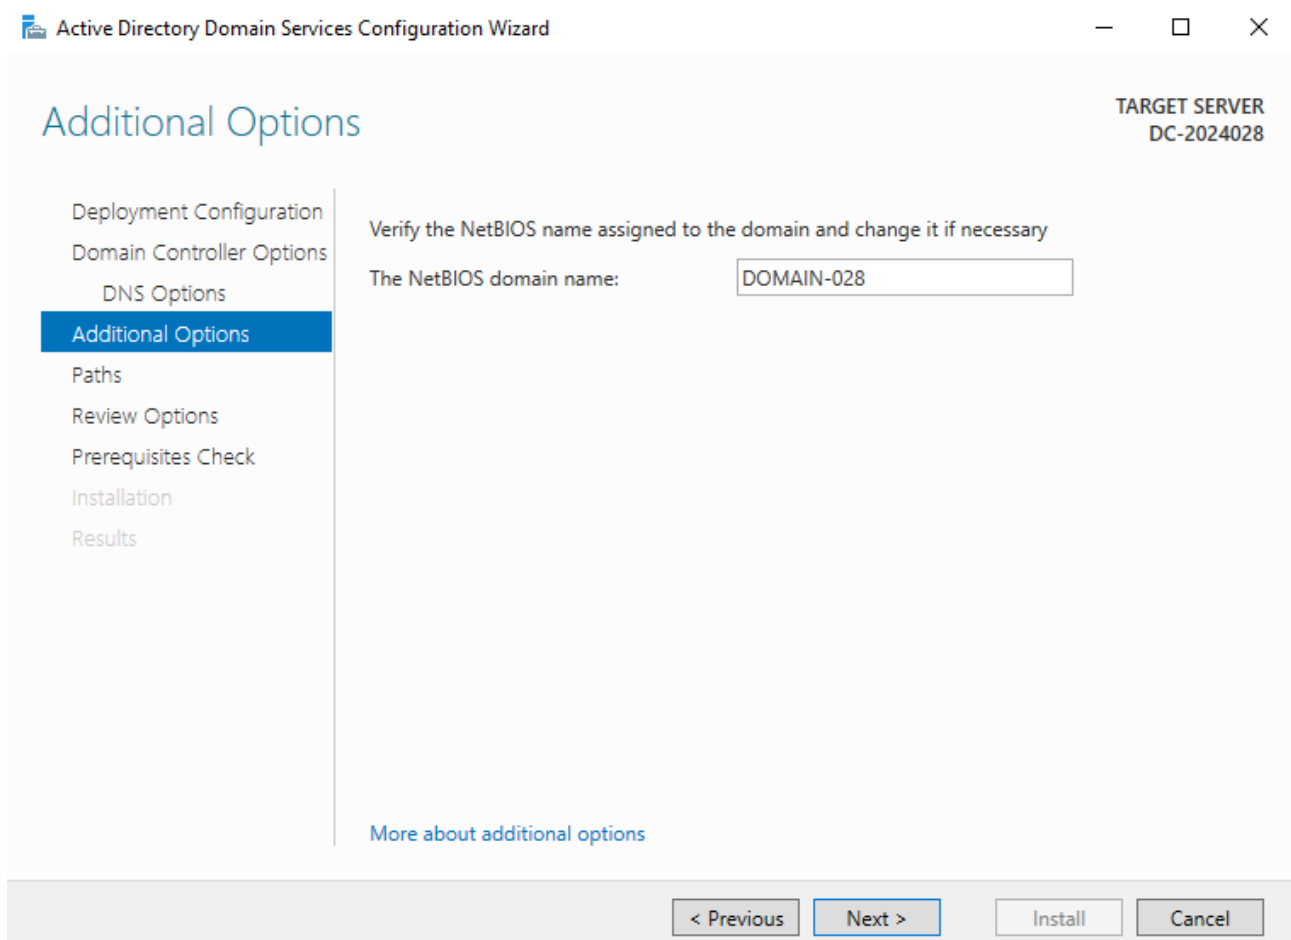 Active Directory Domain Services Configuration Wizard
Additional Options
TARGET SERVER
DC-2024028
Deployment Configuration
Domain Controller Options
DNS Options
Additional Options
Paths
Review Options
Prerequisites Check
Installation
Results
Verify the NetBIOS name assigned to the domain and change it if necessary
The NetBIOS domain name: DOMAIN-028
More about additional options
< Previous Next > Install Cancel